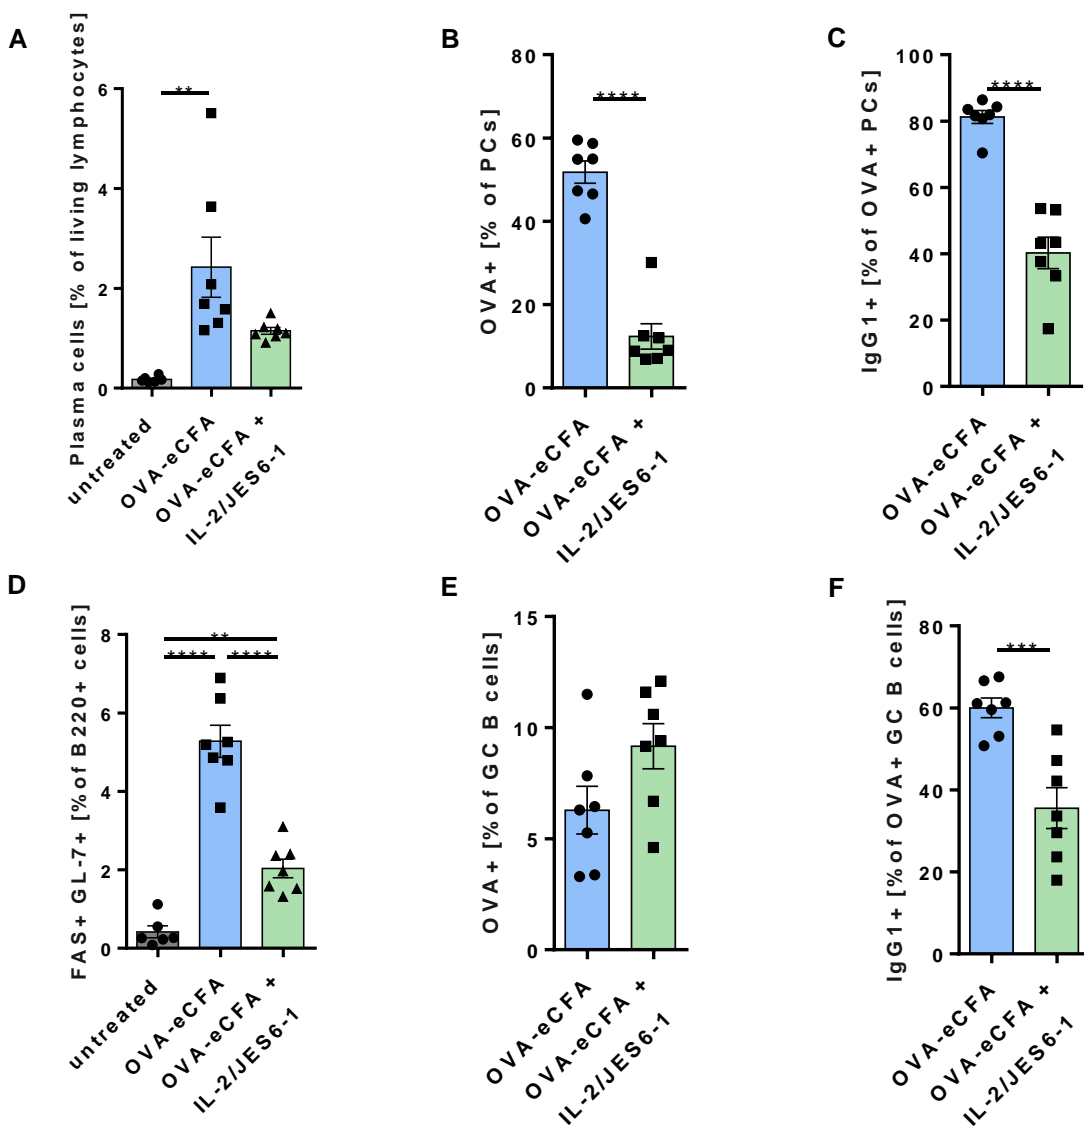 A
Plasma cells [% of living lymphocytes]
6
4
2
0
**
untreated
OVA-eCFA
OVA-eCFA +
IL-2/JES6-1
B
OVA+ [% of PCs]
80
60
40
20
0
****
OVA-eCFA
OVA-eCFA +
IL-2/JES6-1
C
IgG1+ [% of OVA+ PCs]
100
80
60
40
20
0
****
OVA-eCFA
OVA-eCFA +
IL-2/JES6-1
D
FAS+ GL-7+ [% of B220+ cells]
8
6
4
2
0
**
**** ****
untreated
OVA-eCFA
OVA-eCFA +
IL-2/JES6-1
E
OVA+ [% of GC B cells]
15
10
5
0
OVA-eCFA
OVA-eCFA +
IL-2/JES6-1
F
IgG1+ [% of OVA+ GC B cells]
80
60
40
20
0
***
OVA-eCFA
OVA-eCFA +
IL-2/JES6-1